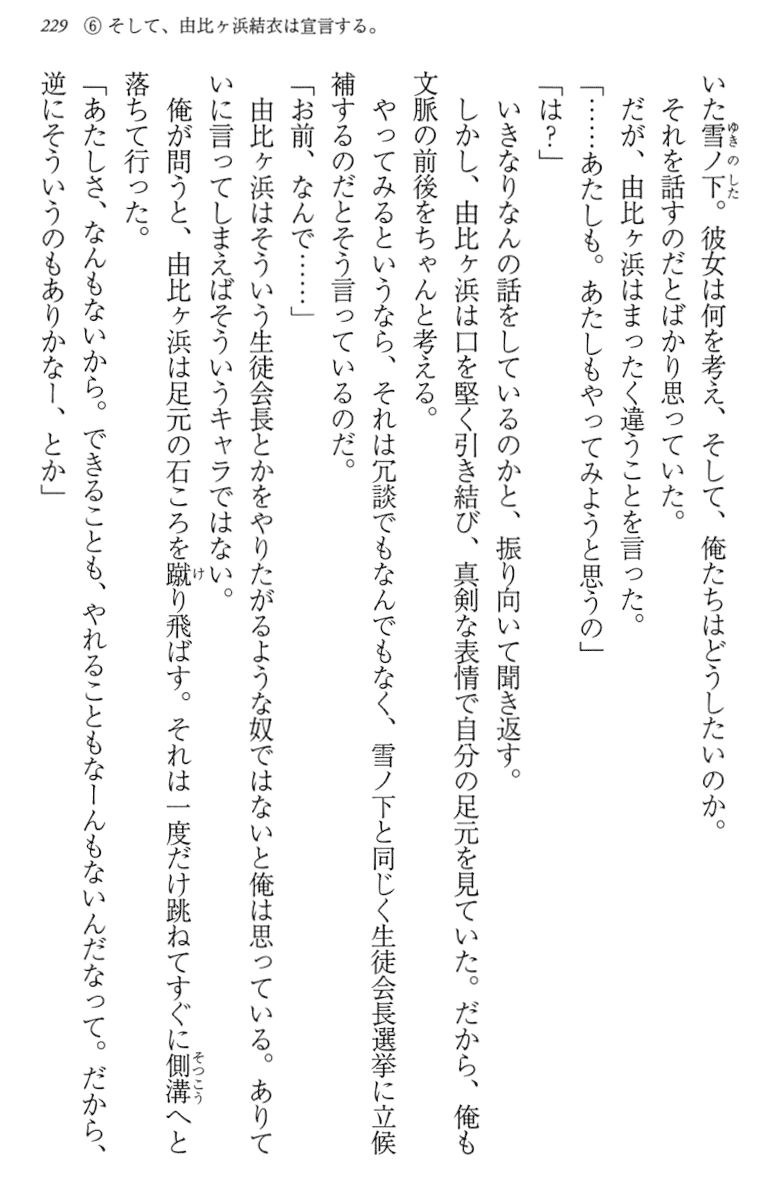 229 ⑥ そして、由比ヶ浜結衣は宣言する。
いた雪ノ下。彼女は何を考え、そして、俺たちはどうしたいのか。
それを話すのだとばかり思っていた。
だが、由比ヶ浜はまったく違うことを言った。
「……あたしも。あたしもやってみようと思うの」
「は?」
いきなりなんの話をしているのかと、振り向いて聞き返す。
しかし、由比ヶ浜は口を堅く引き結び、真剣な表情で自分の足元を見ていた。だから、俺も
文脈の前後をちゃんと考える。
やってみるというなら、それは冗談でもなんでもなく、雪ノ下と同じく生徒会長選挙に立候
補するのだとそう言っているのだ。
「お前、なんで……」
由比ヶ浜はそういう生徒会長とかをやりたがるような奴ではないと俺は思っている。ありて
いに言ってしまえばそういうキャラではない。
俺が問うと、由比ヶ浜は足元の石ころを蹴り飛ばす。それは一度だけ跳ねてすぐに側溝へと
落ちて行った。
「あたしさ、なんもないから。できることも、やれることもなーんもないんだなって。だから、
逆にそういうのもありかなー、とか」